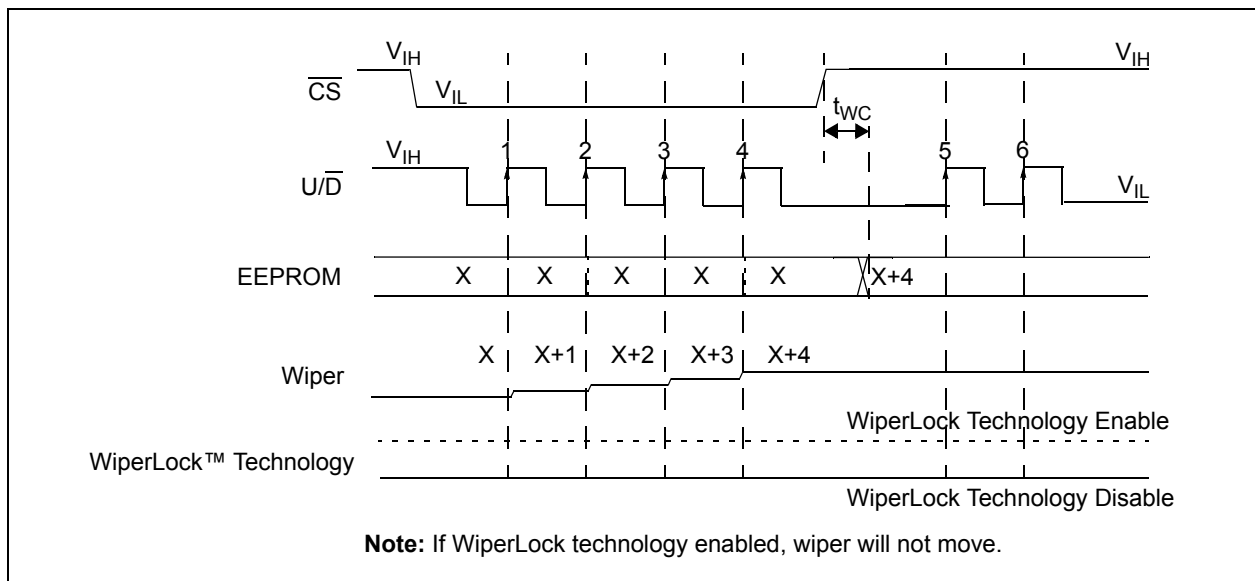 V_IH V_IH
C̅S̅ V_IL
t_WC
V_IH 1 2 3 4 5 6
U/D̅ V_IL
EEPROM X X X X X X+4
X X+1 X+2 X+3 X+4
Wiper
WiperLock Technology Enable
WiperLock™ Technology
WiperLock Technology Disable
Note: If WiperLock technology enabled, wiper will not move.